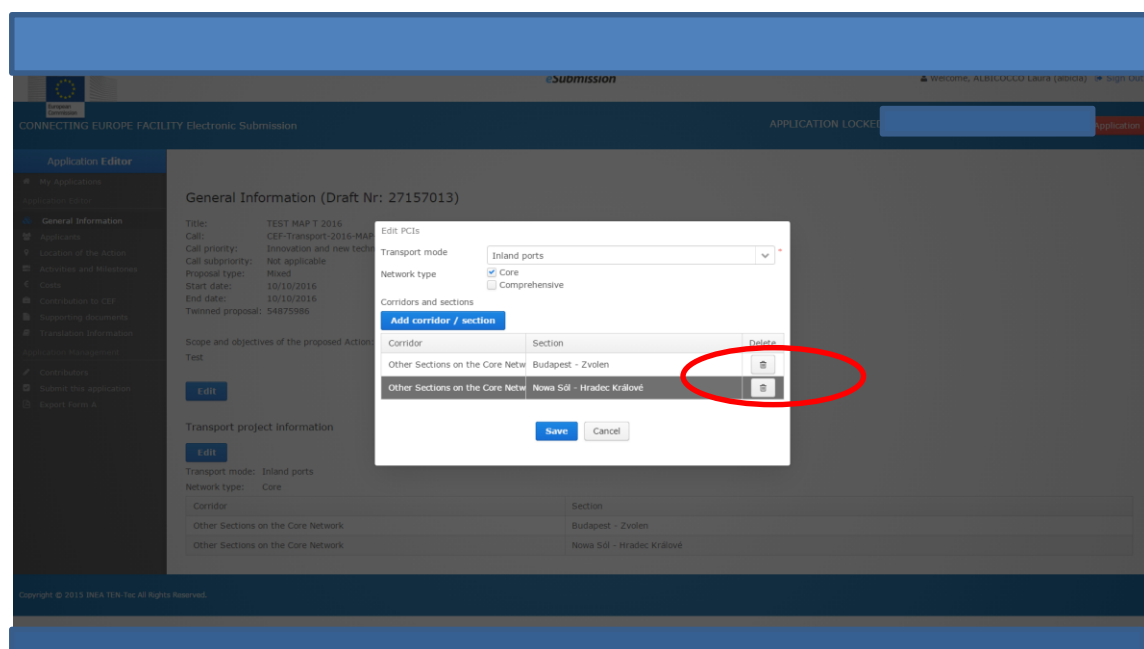 eSubmission
Welcome, ALBICOCCO Laura (albicla) Sign Out
European
Commission
CONNECTING EUROPE FACILITY Electronic Submission
APPLICATION LOCKED
Application
Application Editor
My Applications
Application Editor
General Information
Applicants
Location of the Action
Activities and Milestones
Costs
Contribution to CEF
Supporting documents
Translation Information
Application Management
Contributors
Submit this application
Export Form A
General Information (Draft Nr: 27157013)
Title: TEST MAP T 2016
Call: CEF-Transport-2016-MAP
Call priority: Innovation and new techn
Call subpriority: Not applicable
Proposal type: Mixed
Start date: 10/10/2016
End date: 10/10/2016
Twinned proposal: 54875986
Scope and objectives of the proposed Action:
Test
Edit
Transport project information
Edit
Transport mode: Inland ports
Network type: Core
Corridor Section
Other Sections on the Core Network Budapest - Zvolen
Other Sections on the Core Network Nowa Sól - Hradec Králové
Edit PCIs
Transport mode Inland ports *
Network type Core
Comprehensive
Corridors and sections
Add corridor / section
Corridor Section Delete
Other Sections on the Core Netw Budapest - Zvolen
Other Sections on the Core Netw Nowa Sól - Hradec Králové
Save Cancel
Copyright © 2015 INEA TEN-Tec All Rights Reserved.